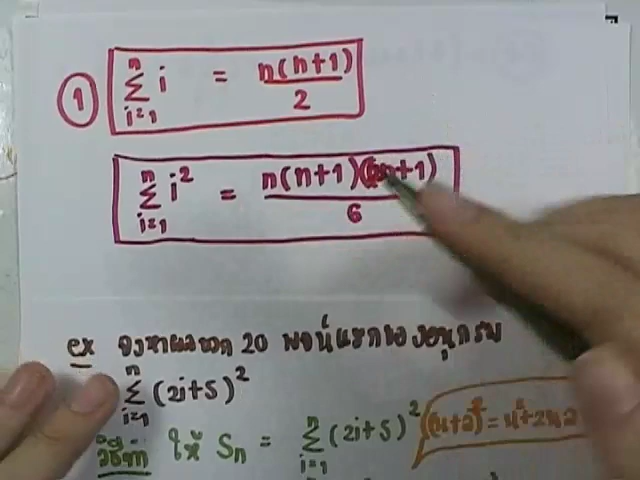 ① n∑i=1 i = n(n+1)/2
n∑i=1 i² = n(n+1)(2n+1)/6
ex จงหาผลบวก 20 พจน์แรกของอนุกรม
n∑i=1 (2i+5)²
วิธีทำ ให้ Sn = n∑i=1 (2i+5)²